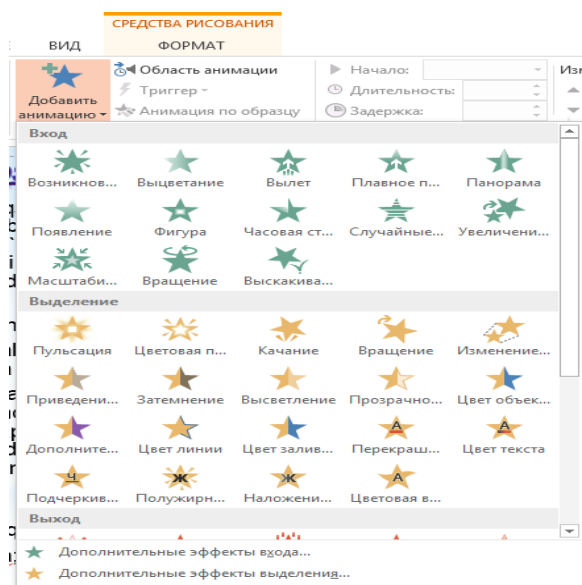 СРЕДСТВА РИСОВАНИЯ
ВИД ФОРМАТ
Добавить анимацию
Область анимации
Триггер
Анимация по образцу
Начало:
Длительность:
Задержка:
Вход
Возникнов... Выцветание Вылет Плавное п... Панорама
Появление Фигура Часовая ст... Случайные... Увеличени...
Масштаби... Вращение Выскакива...
Выделение
Пульсация Цветовая п... Качание Вращение Изменение...
Приведени... Затемнение Высветление Прозрачно... Цвет объек...
Дополните... Цвет линии Цвет залив... Перекраш... Цвет текста
Подчеркив... Полужирн... Наложени... Цветовая в...
Выход
Дополнительные эффекты входа...
Дополнительные эффекты выделения...